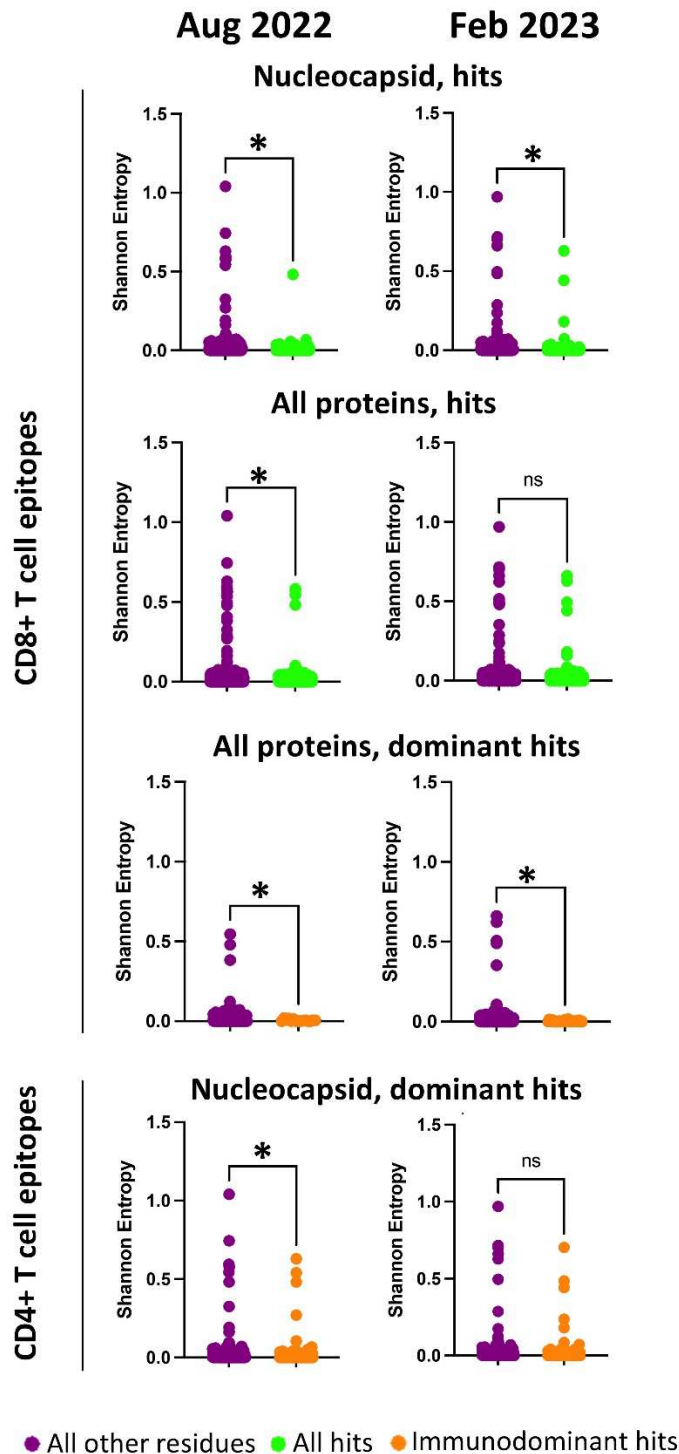 Aug 2022 Feb 2023
Nucleocapsid, hits
Shannon Entropy
1.5
1.0
0.5
0.0
*
Shannon Entropy
1.5
1.0
0.5
0.0
*
All proteins, hits
Shannon Entropy
1.5
1.0
0.5
0.0
*
Shannon Entropy
1.5
1.0
0.5
0.0
ns
CD8+ T cell epitopes
All proteins, dominant hits
Shannon Entropy
1.5
1.0
0.5
0.0
*
Shannon Entropy
1.5
1.0
0.5
0.0
*
CD4+ T cell epitopes
Nucleocapsid, dominant hits
Shannon Entropy
1.5
1.0
0.5
0.0
*
Shannon Entropy
1.5
1.0
0.5
0.0
ns
All other residues All hits Immunodominant hits